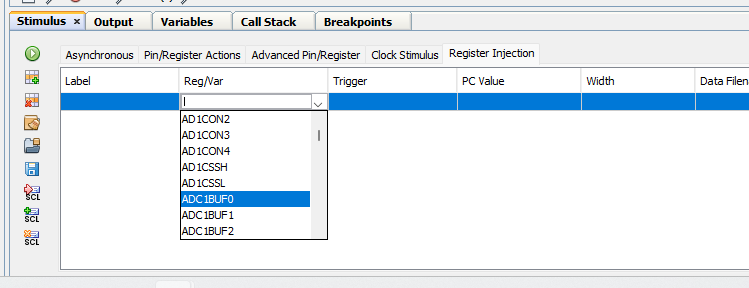 Stimulus × Output Variables Call Stack Breakpoints
Asynchronous Pin/Register Actions Advanced Pin/Register Clock Stimulus Register Injection
Label Reg/Var Trigger PC Value Width Data Filen
AD1CON2
AD1CON3
AD1CON4
AD1CSSH
AD1CSSL
ADC1BUF0
ADC1BUF1
ADC1BUF2
SCL
SCL
SCL